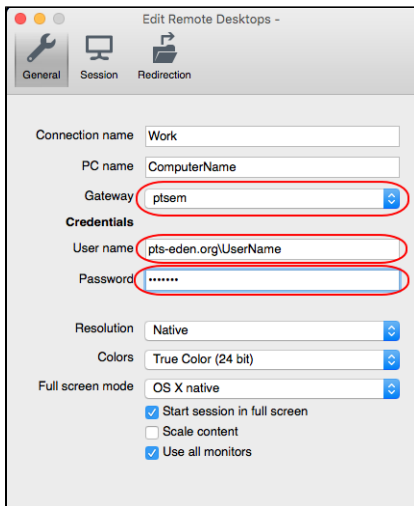 Edit Remote Desktops -
General Session Redirection
Connection name Work
PC name ComputerName
Gateway ptsem
Credentials
User name pts-eden.org\UserName
Password •••••••
Resolution Native
Colors True Color (24 bit)
Full screen mode OS X native
Start session in full screen
Scale content
Use all monitors